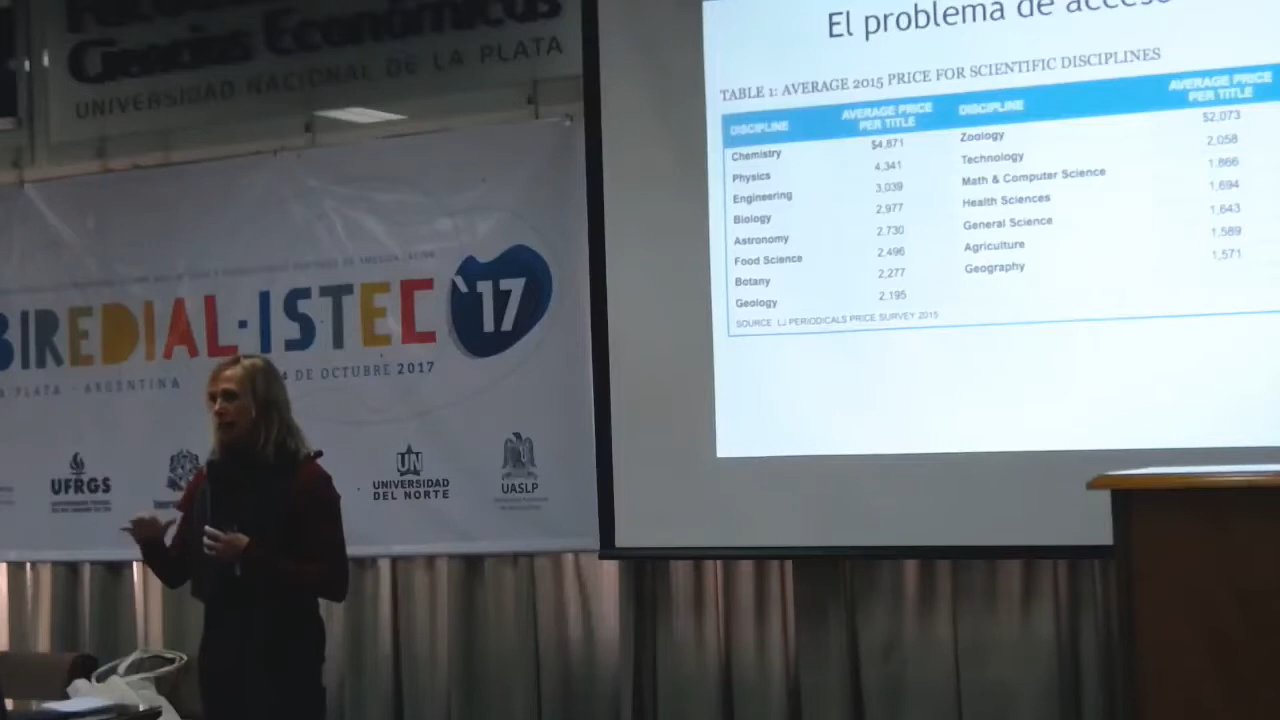 Ciencias Económicas
UNIVERSIDAD NACIONAL DE LA PLATA
BIREDIAL-ISTEC '17
LA PLATA - ARGENTINA
DE OCTUBRE 2017
UFRGS
UN
UNIVERSIDAD
DEL NORTE
UASLP
El problema de acceso
TABLE 1: AVERAGE 2015 PRICE FOR SCIENTIFIC DISCIPLINES
DISCIPLINE AVERAGE PRICE PER TITLE DISCIPLINE AVERAGE PRICE PER TITLE
Chemistry $4,871 Zoology $2,073
Physics 4,341 Technology 2,058
Engineering 3,039 Math & Computer Science 1,866
Biology 2,977 Health Sciences 1,694
Astronomy 2,730 General Science 1,643
Food Science 2,496 Agriculture 1,589
Botany 2,277 Geography 1,571
Geology 2,195
SOURCE LJ PERIODICALS PRICE SURVEY 2015